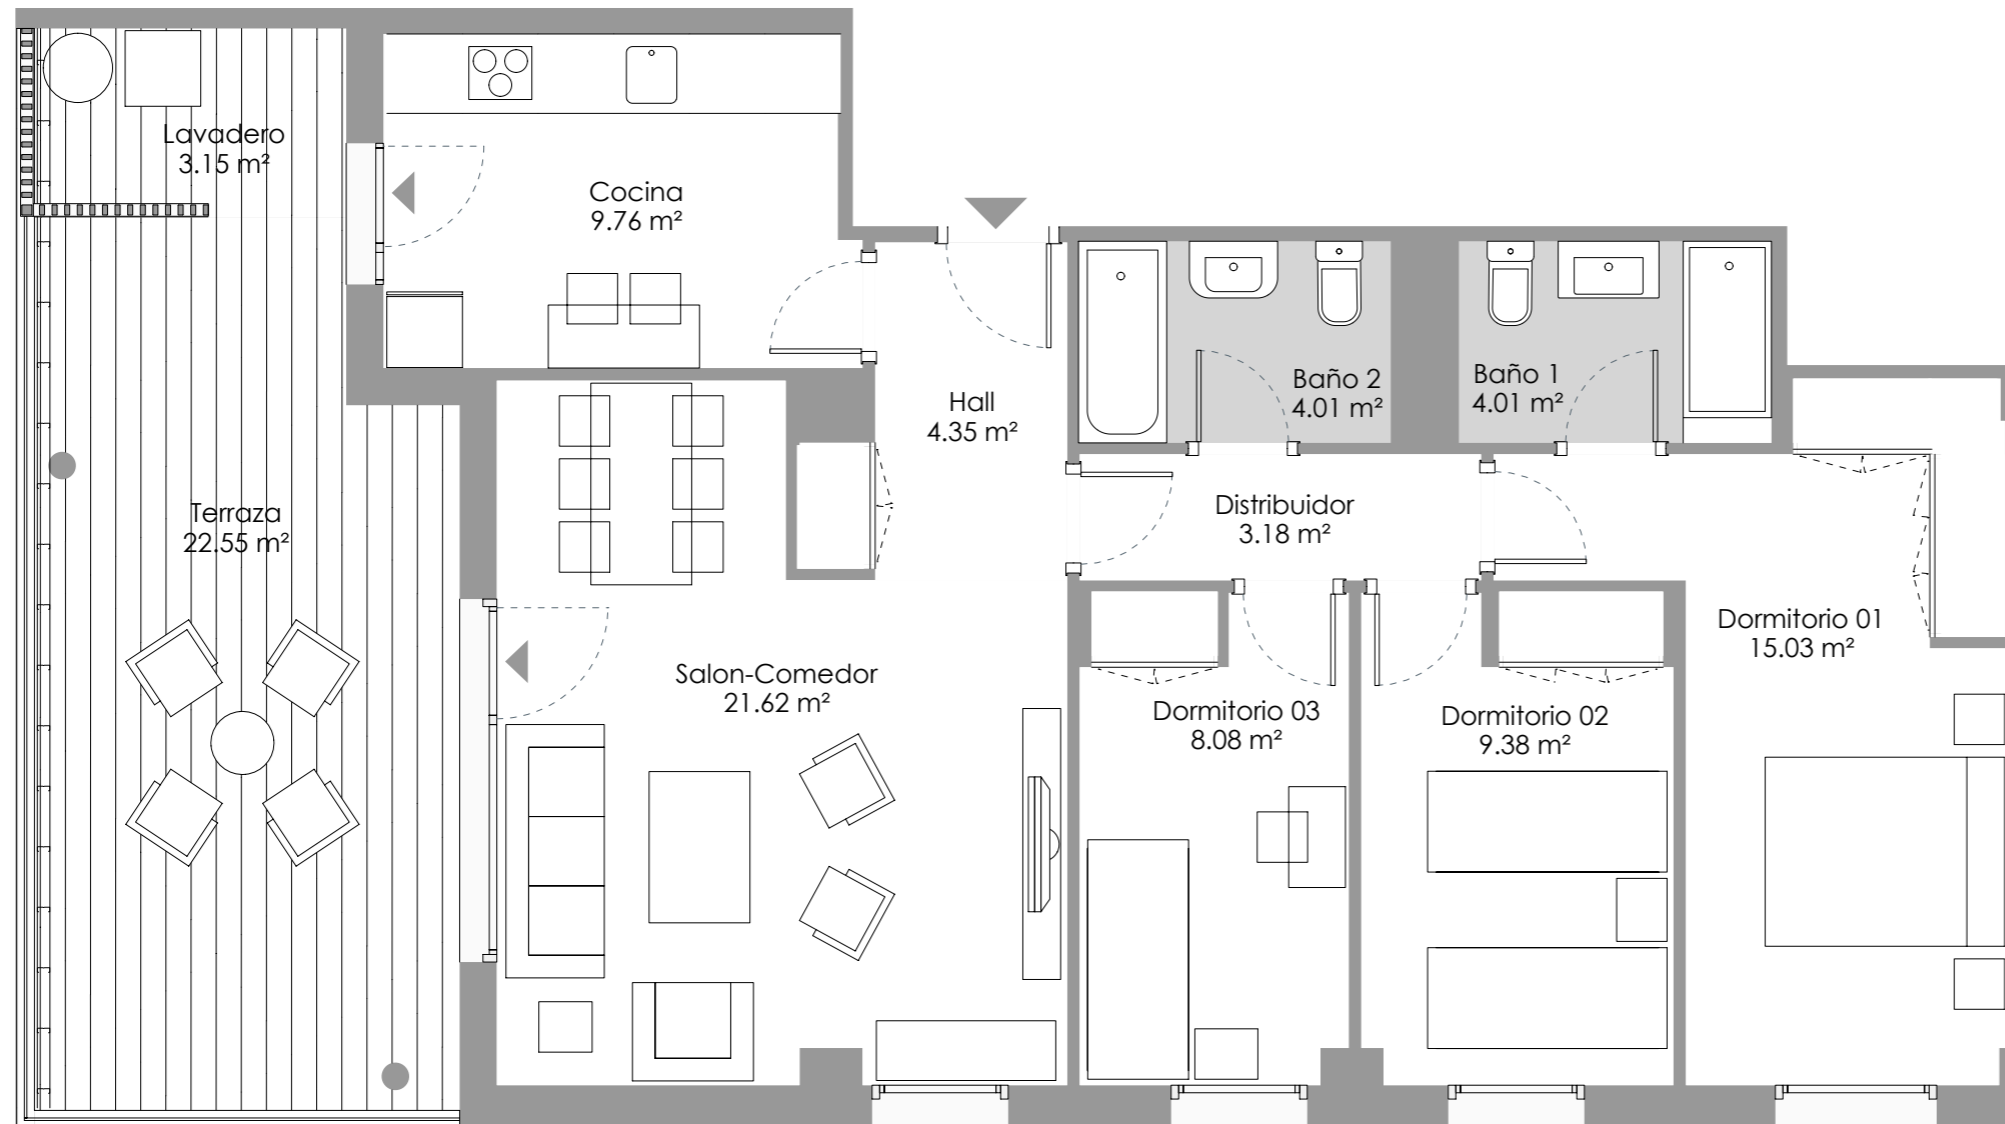 Lavadero
3.15 m²
Cocina
9.76 m²
Hall
4.35 m²
Baño 2
4.01 m²
Baño 1
4.01 m²
Terraza
22.55 m²
Distribuidor
3.18 m²
Dormitorio 01
15.03 m²
Salon-Comedor
21.62 m²
Dormitorio 03
8.08 m²
Dormitorio 02
9.38 m²